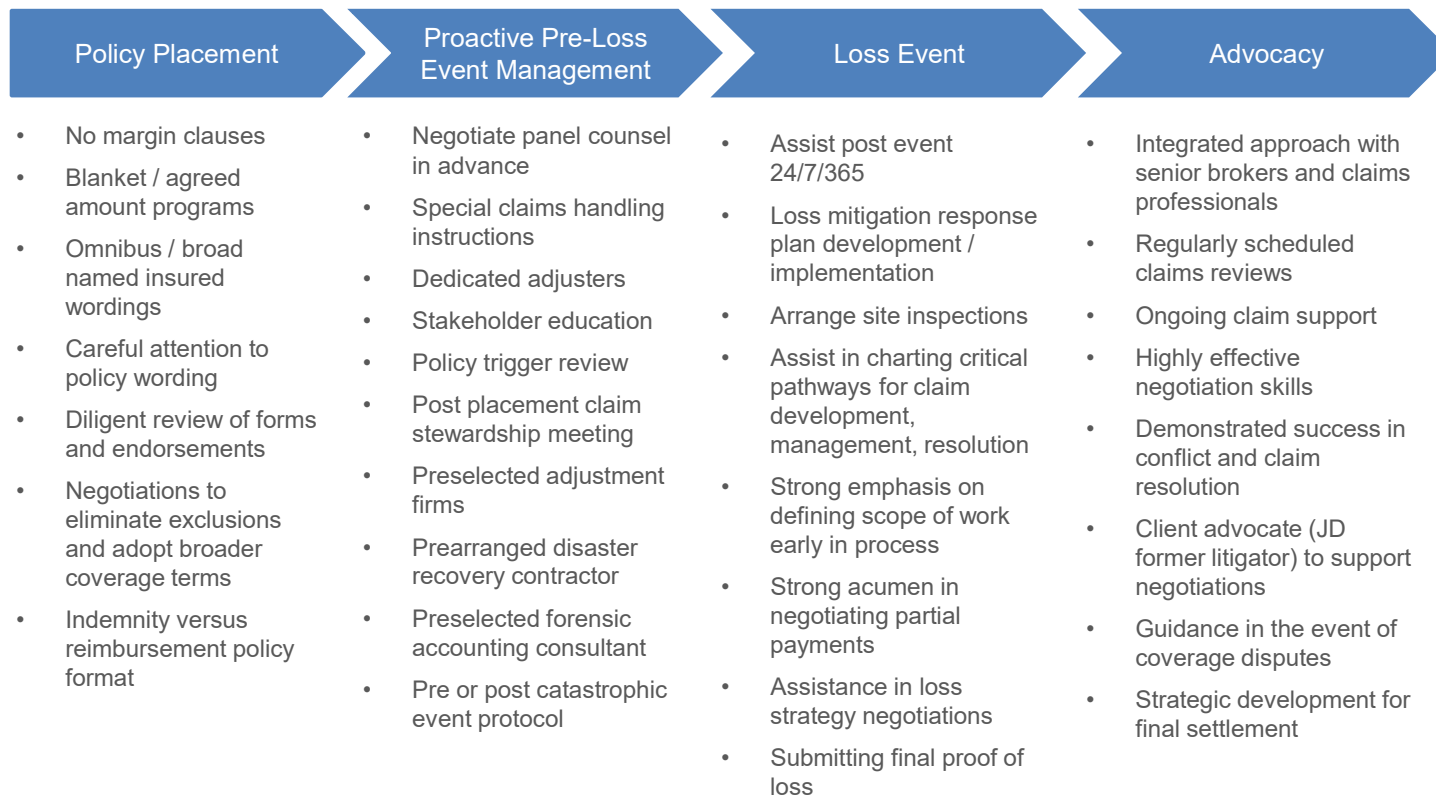 Policy Placement
Proactive Pre-Loss
Event Management
Loss Event
Advocacy
• No margin clauses
• Blanket / agreed
amount programs
• Omnibus / broad
named insured
wordings
• Careful attention to
policy wording
• Diligent review of forms
and endorsements
• Negotiations to
eliminate exclusions
and adopt broader
coverage terms
• Indemnity versus
reimbursement policy
format
• Negotiate panel counsel
in advance
• Special claims handling
instructions
• Dedicated adjusters
• Stakeholder education
• Policy trigger review
• Post placement claim
stewardship meeting
• Preselected adjustment
firms
• Prearranged disaster
recovery contractor
• Preselected forensic
accounting consultant
• Pre or post catastrophic
event protocol
• Assist post event
24/7/365
• Loss mitigation response
plan development /
implementation
• Arrange site inspections
• Assist in charting critical
pathways for claim
development,
management, resolution
• Strong emphasis on
defining scope of work
early in process
• Strong acumen in
negotiating partial
payments
• Assistance in loss
strategy negotiations
• Submitting final proof of
loss
• Integrated approach with
senior brokers and claims
professionals
• Regularly scheduled
claims reviews
• Ongoing claim support
• Highly effective
negotiation skills
• Demonstrated success in
conflict and claim
resolution
• Client advocate (JD
former litigator) to support
negotiations
• Guidance in the event of
coverage disputes
• Strategic development for
final settlement